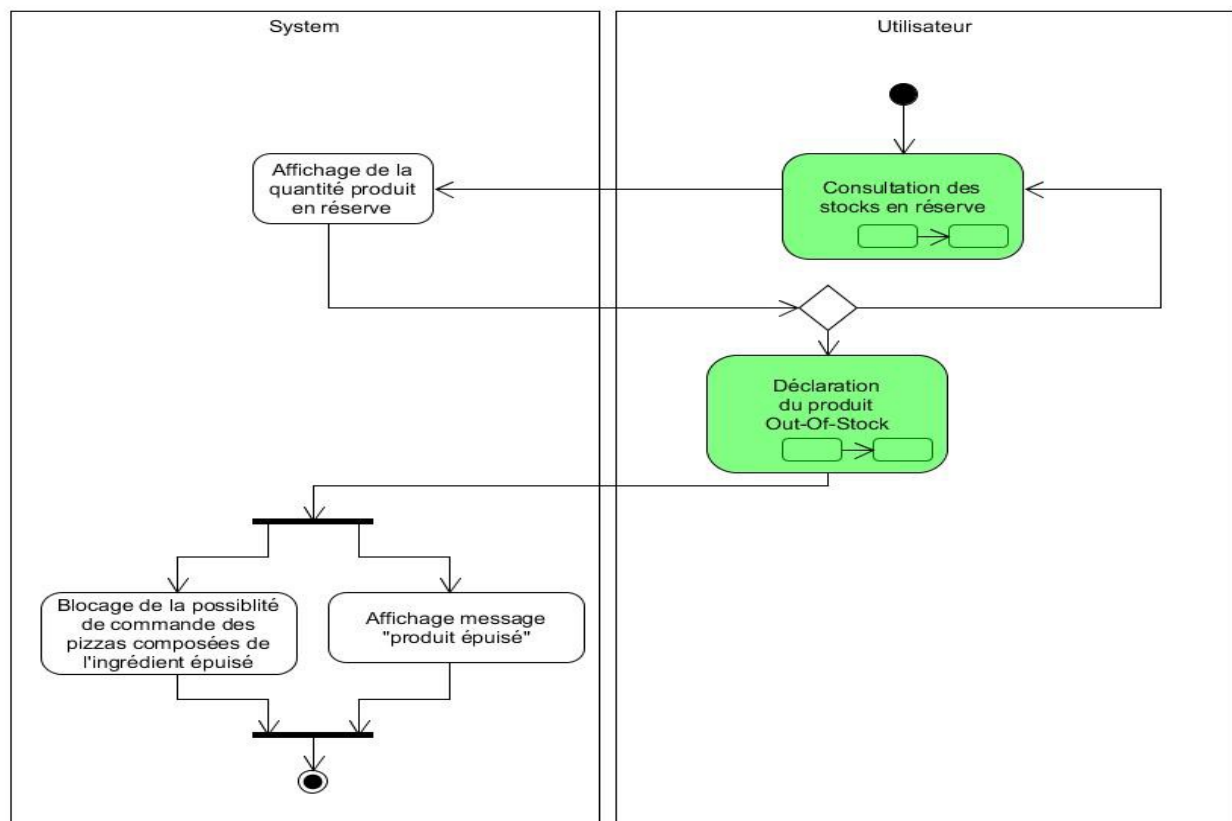 System
Utilisateur
Affichage de la
quantité produit
en réserve
Consultation des
stocks en réserve
Déclaration
du produit
Out-Of-Stock
Blocage de la possiblité
de commande des
pizzas composées de
l'ingrédient épuisé
Affichage message
"produit épuisé"